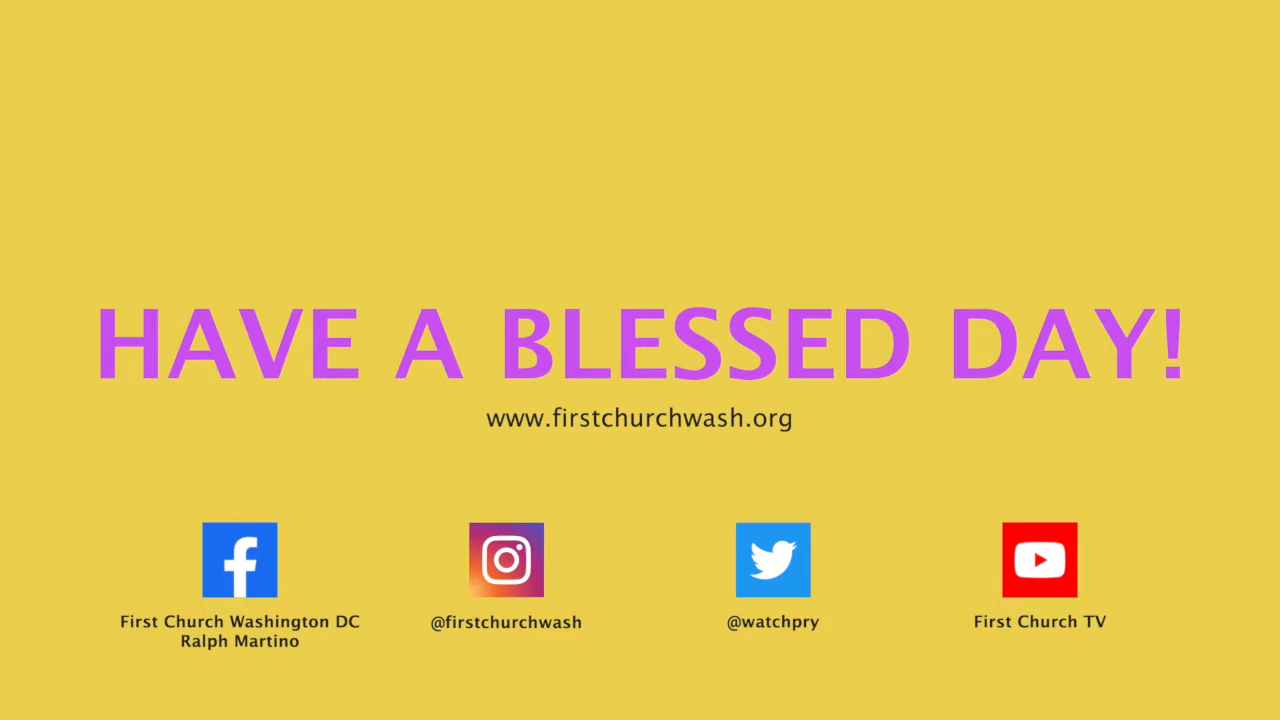 HAVE A BLESSED DAY!
www.firstchurchwash.org
First Church Washington DC
Ralph Martino
@firstchurchwash
@watchpry
First Church TV